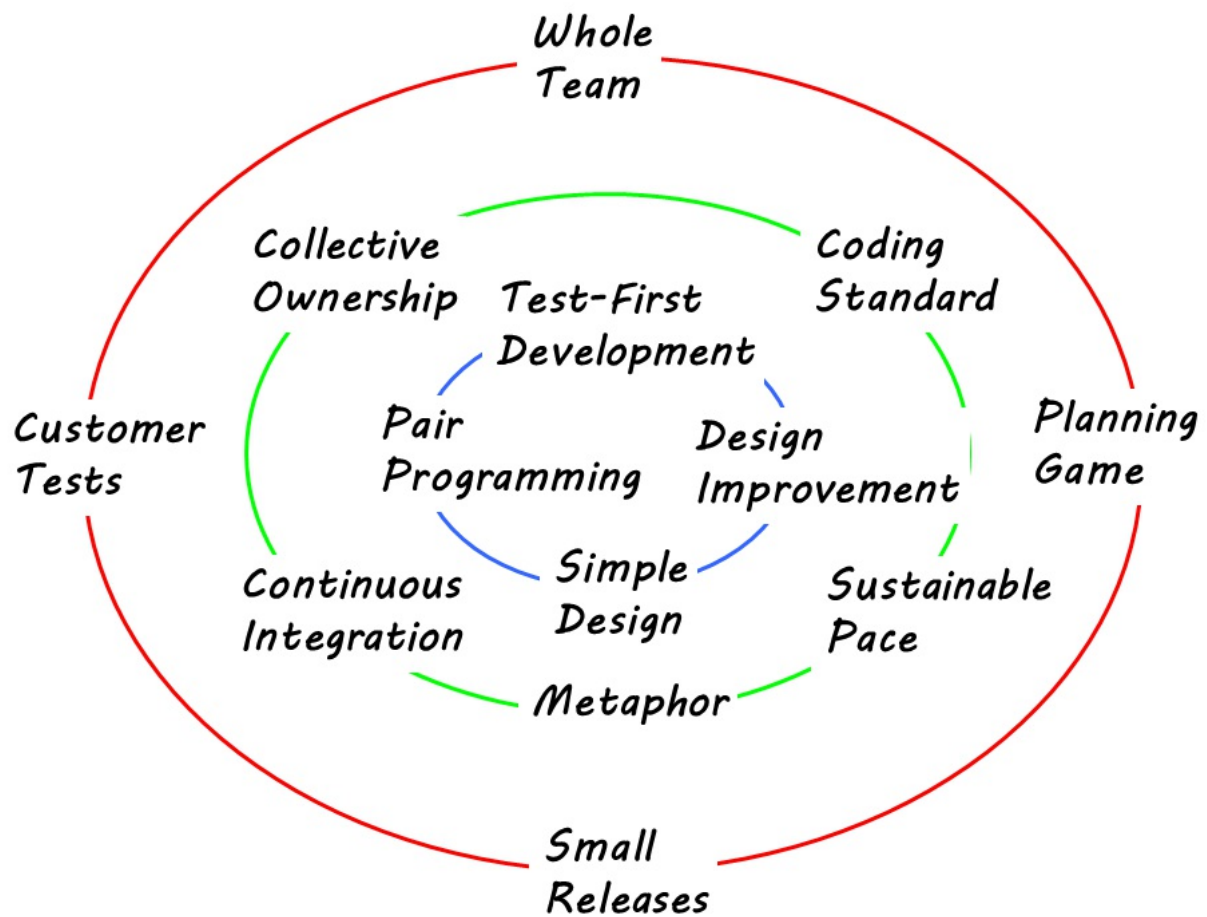 Whole
Team
Collective
Ownership
Coding
Standard
Test-First
Development
Customer
Tests
Pair
Programming
Design
Improvement
Planning
Game
Continuous
Integration
Simple
Design
Sustainable
Pace
Metaphor
Small
Releases